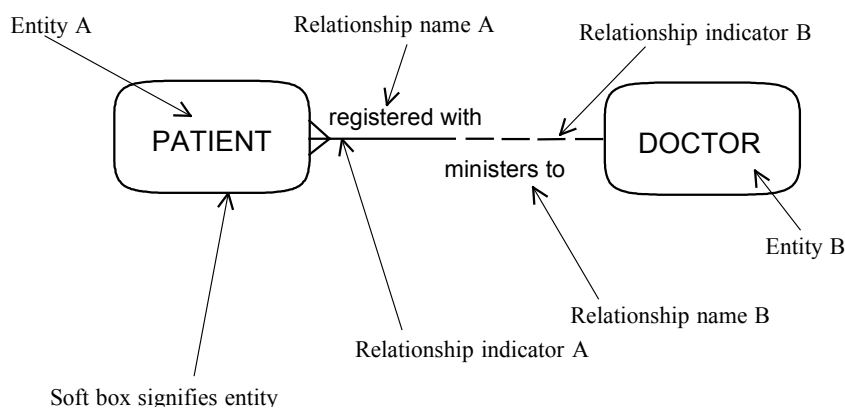 Entity A
Relationship name A
Relationship indicator B
registered with
PATIENT
DOCTOR
ministers to
Entity B
Relationship name B
Relationship indicator A
Soft box signifies entity